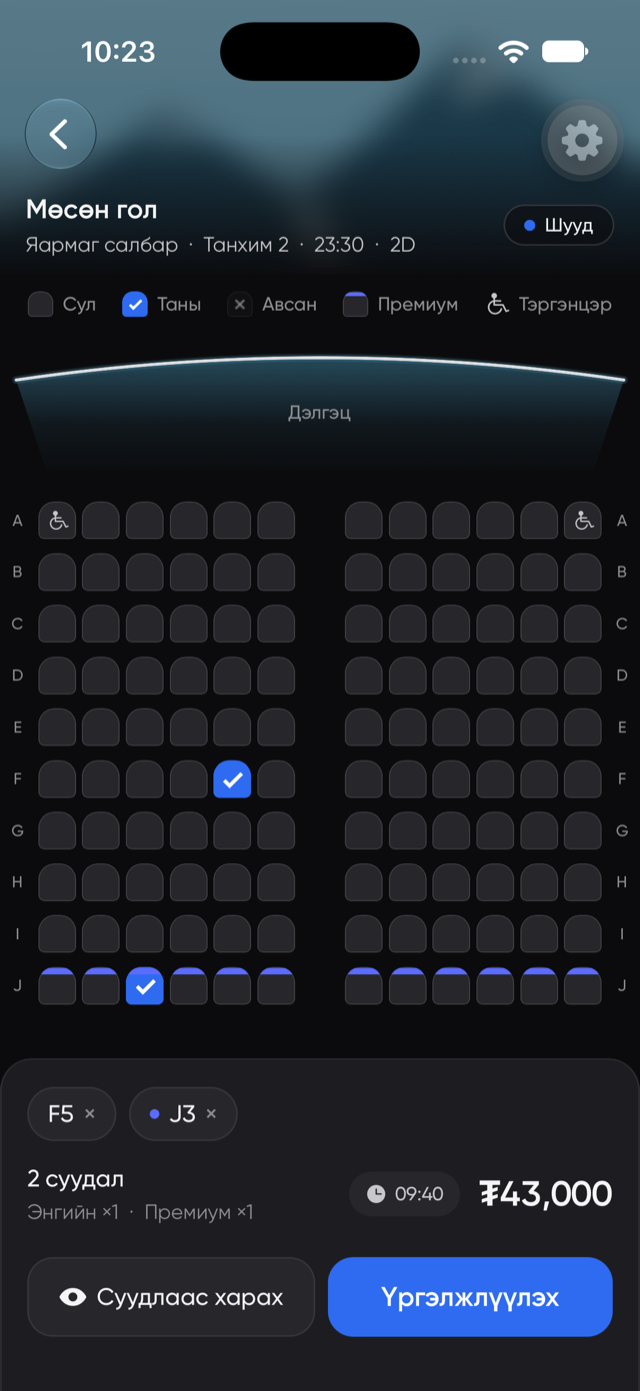 10:23
Мөсөн гол
Яармаг салбар · Танхим 2 · 23:30 · 2D
Шууд
Сул Таны Авсан Премиум Тэргэнцэр
Дэлгэц
A A
B B
C C
D D
E E
F F
G G
H H
I I
J J
F5 × J3 ×
2 суудал
Энгийн ×1 · Премиум ×1
09:40 ₮43,000
Суудлаас харах Үргэлжлүүлэх